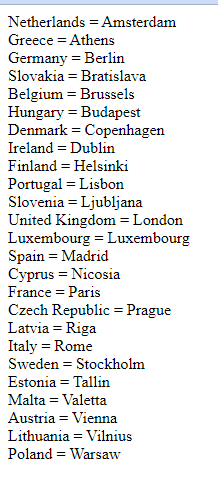 Netherlands = Amsterdam
Greece = Athens
Germany = Berlin
Slovakia = Bratislava
Belgium = Brussels
Hungary = Budapest
Denmark = Copenhagen
Ireland = Dublin
Finland = Helsinki
Portugal = Lisbon
Slovenia = Ljubljana
United Kingdom = London
Luxembourg = Luxembourg
Spain = Madrid
Cyprus = Nicosia
France = Paris
Czech Republic = Prague
Latvia = Riga
Italy = Rome
Sweden = Stockholm
Estonia = Tallin
Malta = Valetta
Austria = Vienna
Lithuania = Vilnius
Poland = Warsaw